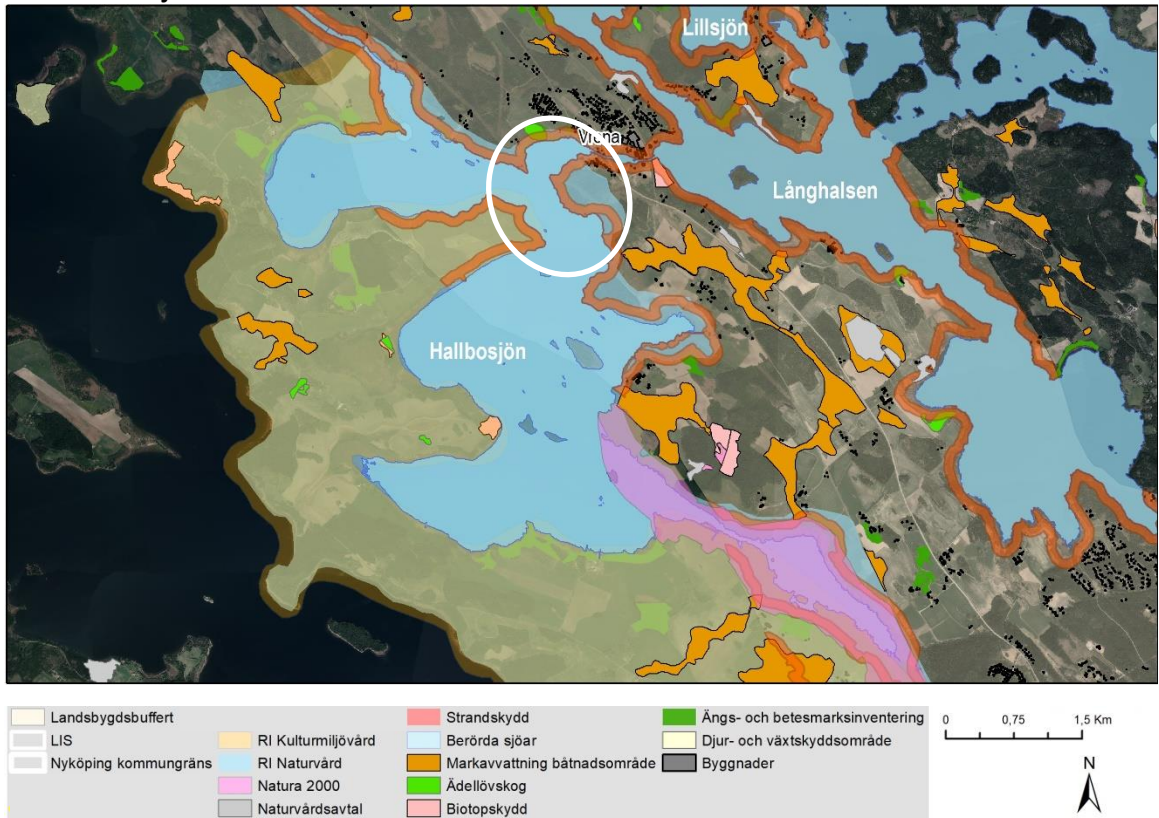 Lillsjön
Vrena
Långhalsen
Hallbosjön
Landsbygdsbuffert
LIS
Nyköping kommungräns
RI Kulturmiljövård
RI Naturvård
Natura 2000
Naturvårdsavtal
Strandskydd
Berörda sjöar
Markavvattning båtnadsområde
Ädellövskog
Biotopskydd
Ängs- och betesmarksinventering
Djur- och växtskyddsområde
Byggnader
0 0,75 1,5 Km
N